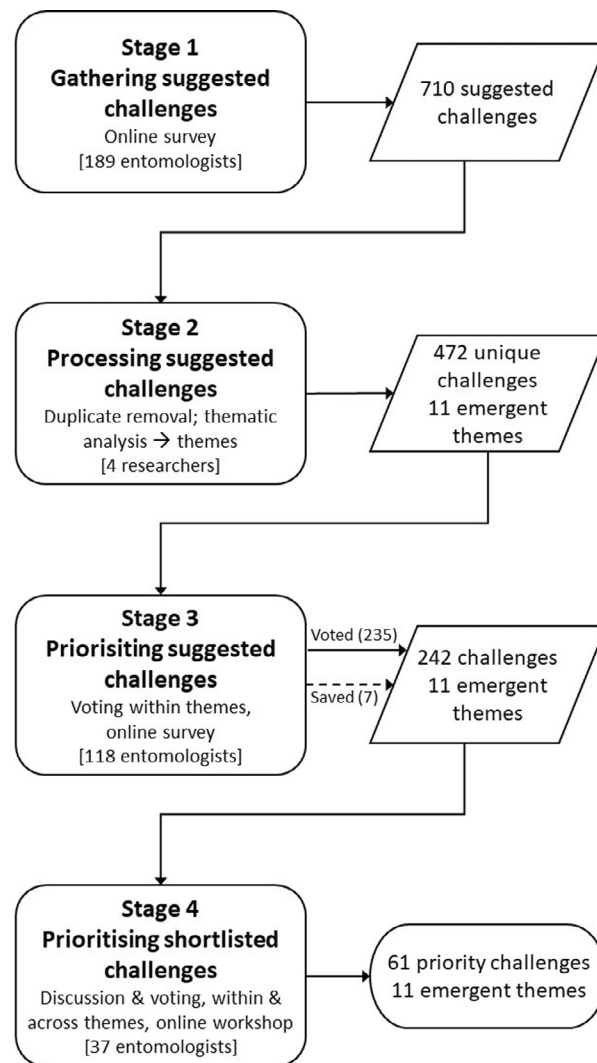 Stage 1
Gathering suggested
challenges
Online survey
[189 entomologists]
710 suggested
challenges
Stage 2
Processing suggested
challenges
Duplicate removal; thematic
analysis → themes
[4 researchers]
472 unique
challenges
11 emergent
themes
Stage 3
Priorisiting suggested
challenges
Voting within themes,
online survey
[118 entomologists]
Voted (235)
Saved (7)
242 challenges
11 emergent
themes
Stage 4
Prioritising shortlisted
challenges
Discussion & voting, within &
across themes, online workshop
[37 entomologists]
61 priority challenges
11 emergent themes